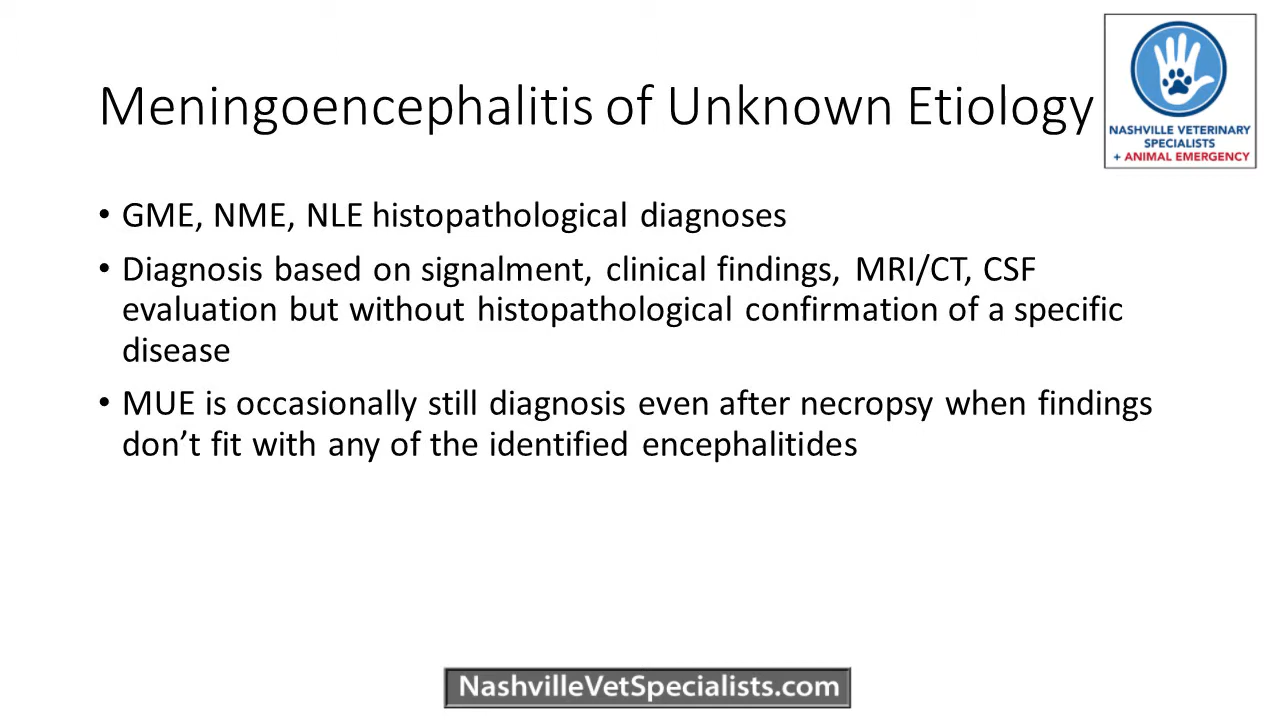 Meningoencephalitis of Unknown Etiology
NASHVILLE VETERINARY
SPECIALISTS
+ ANIMAL EMERGENCY
• GME, NME, NLE histopathological diagnoses
• Diagnosis based on signalment, clinical findings, MRI/CT, CSF
evaluation but without histopathological confirmation of a specific
disease
• MUE is occasionally still diagnosis even after necropsy when findings
don’t fit with any of the identified encephalitides
NashvilleVetSpecialists.com